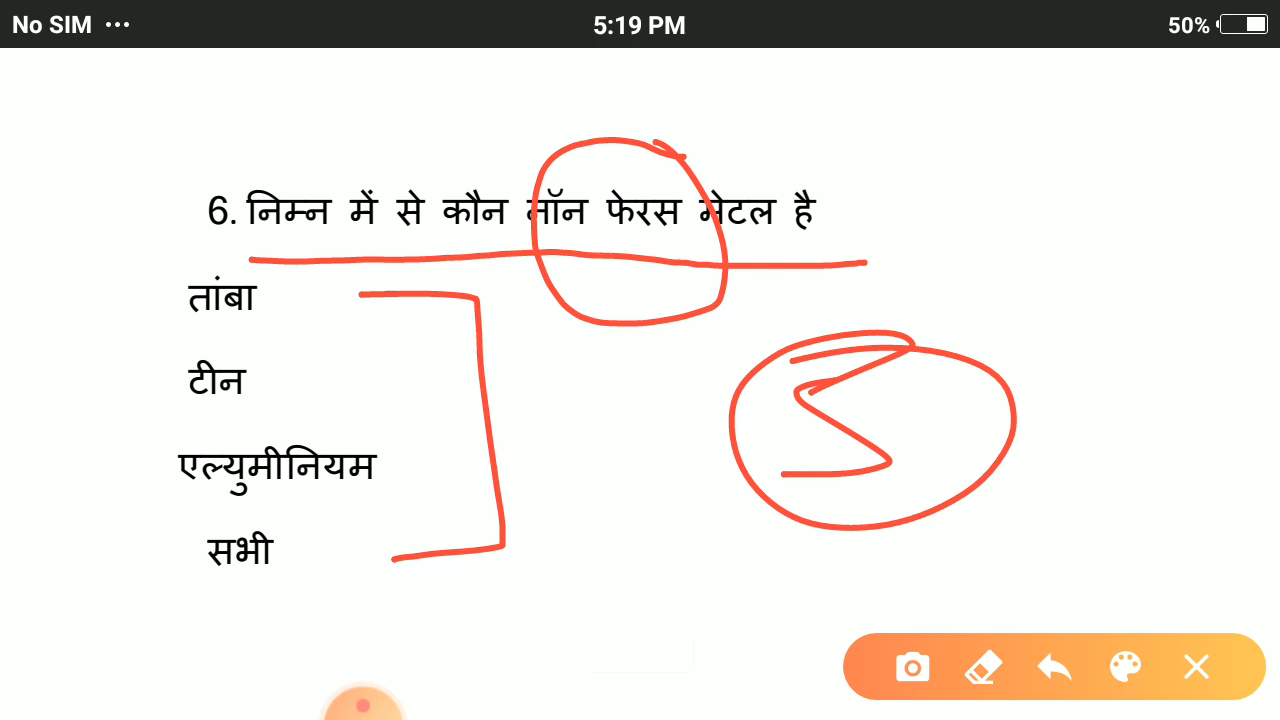 No SIM ••• 5:19 PM 50%
6. निम्न में से कौन नॉन फेरस मेटल है
तांबा
टीन
एल्युमीनियम
सभी